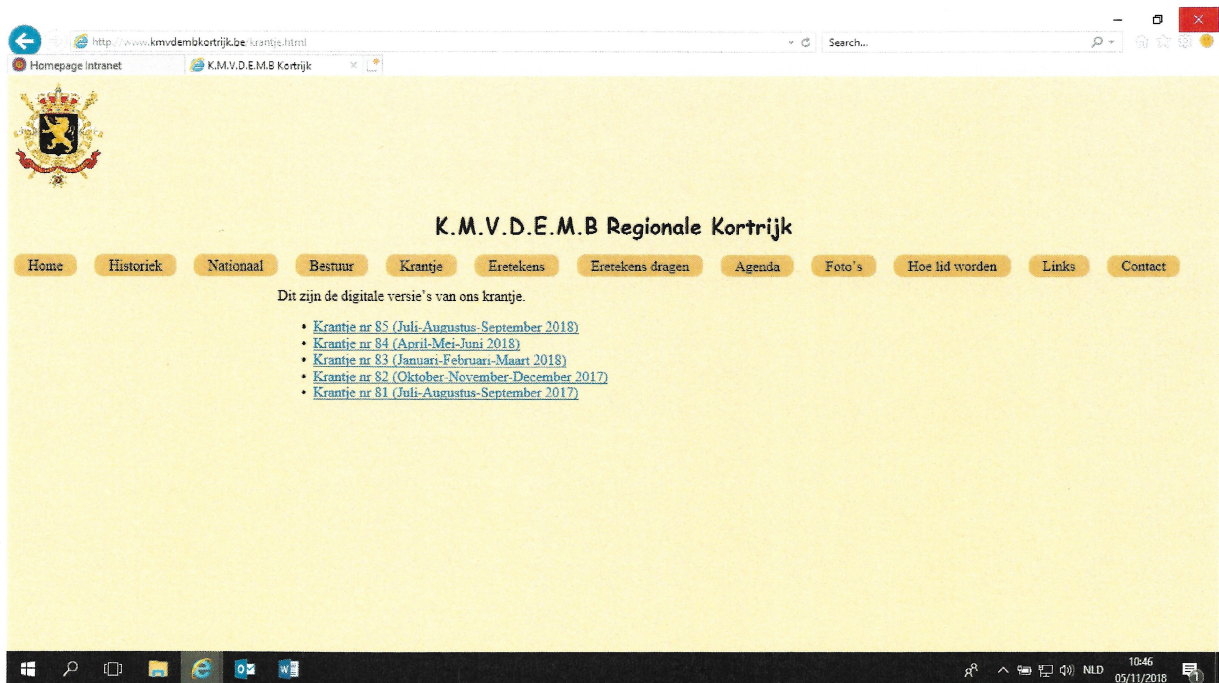 http://www.kmvdembkortrijk.be/krantje.html
Search...
Homepage Intranet
K.M.V.D.E.M.B Kortrijk
K.M.V.D.E.M.B Regionale Kortrijk
Home Historiek Nationaal Bestuur Krantje Eretekens Eretekens dragen Agenda Foto's Hoe lid worden Links Contact
Dit zijn de digitale versie's van ons krantje.
• Krantje nr 85 (Juli-Augustus-September 2018)
• Krantje nr 84 (April-Mei-Juni 2018)
• Krantje nr 83 (Januari-Februari-Maart 2018)
• Krantje nr 82 (Oktober-November-December 2017)
• Krantje nr 81 (Juli-Augustus-September 2017)
NLD
10:46
05/11/2018
1